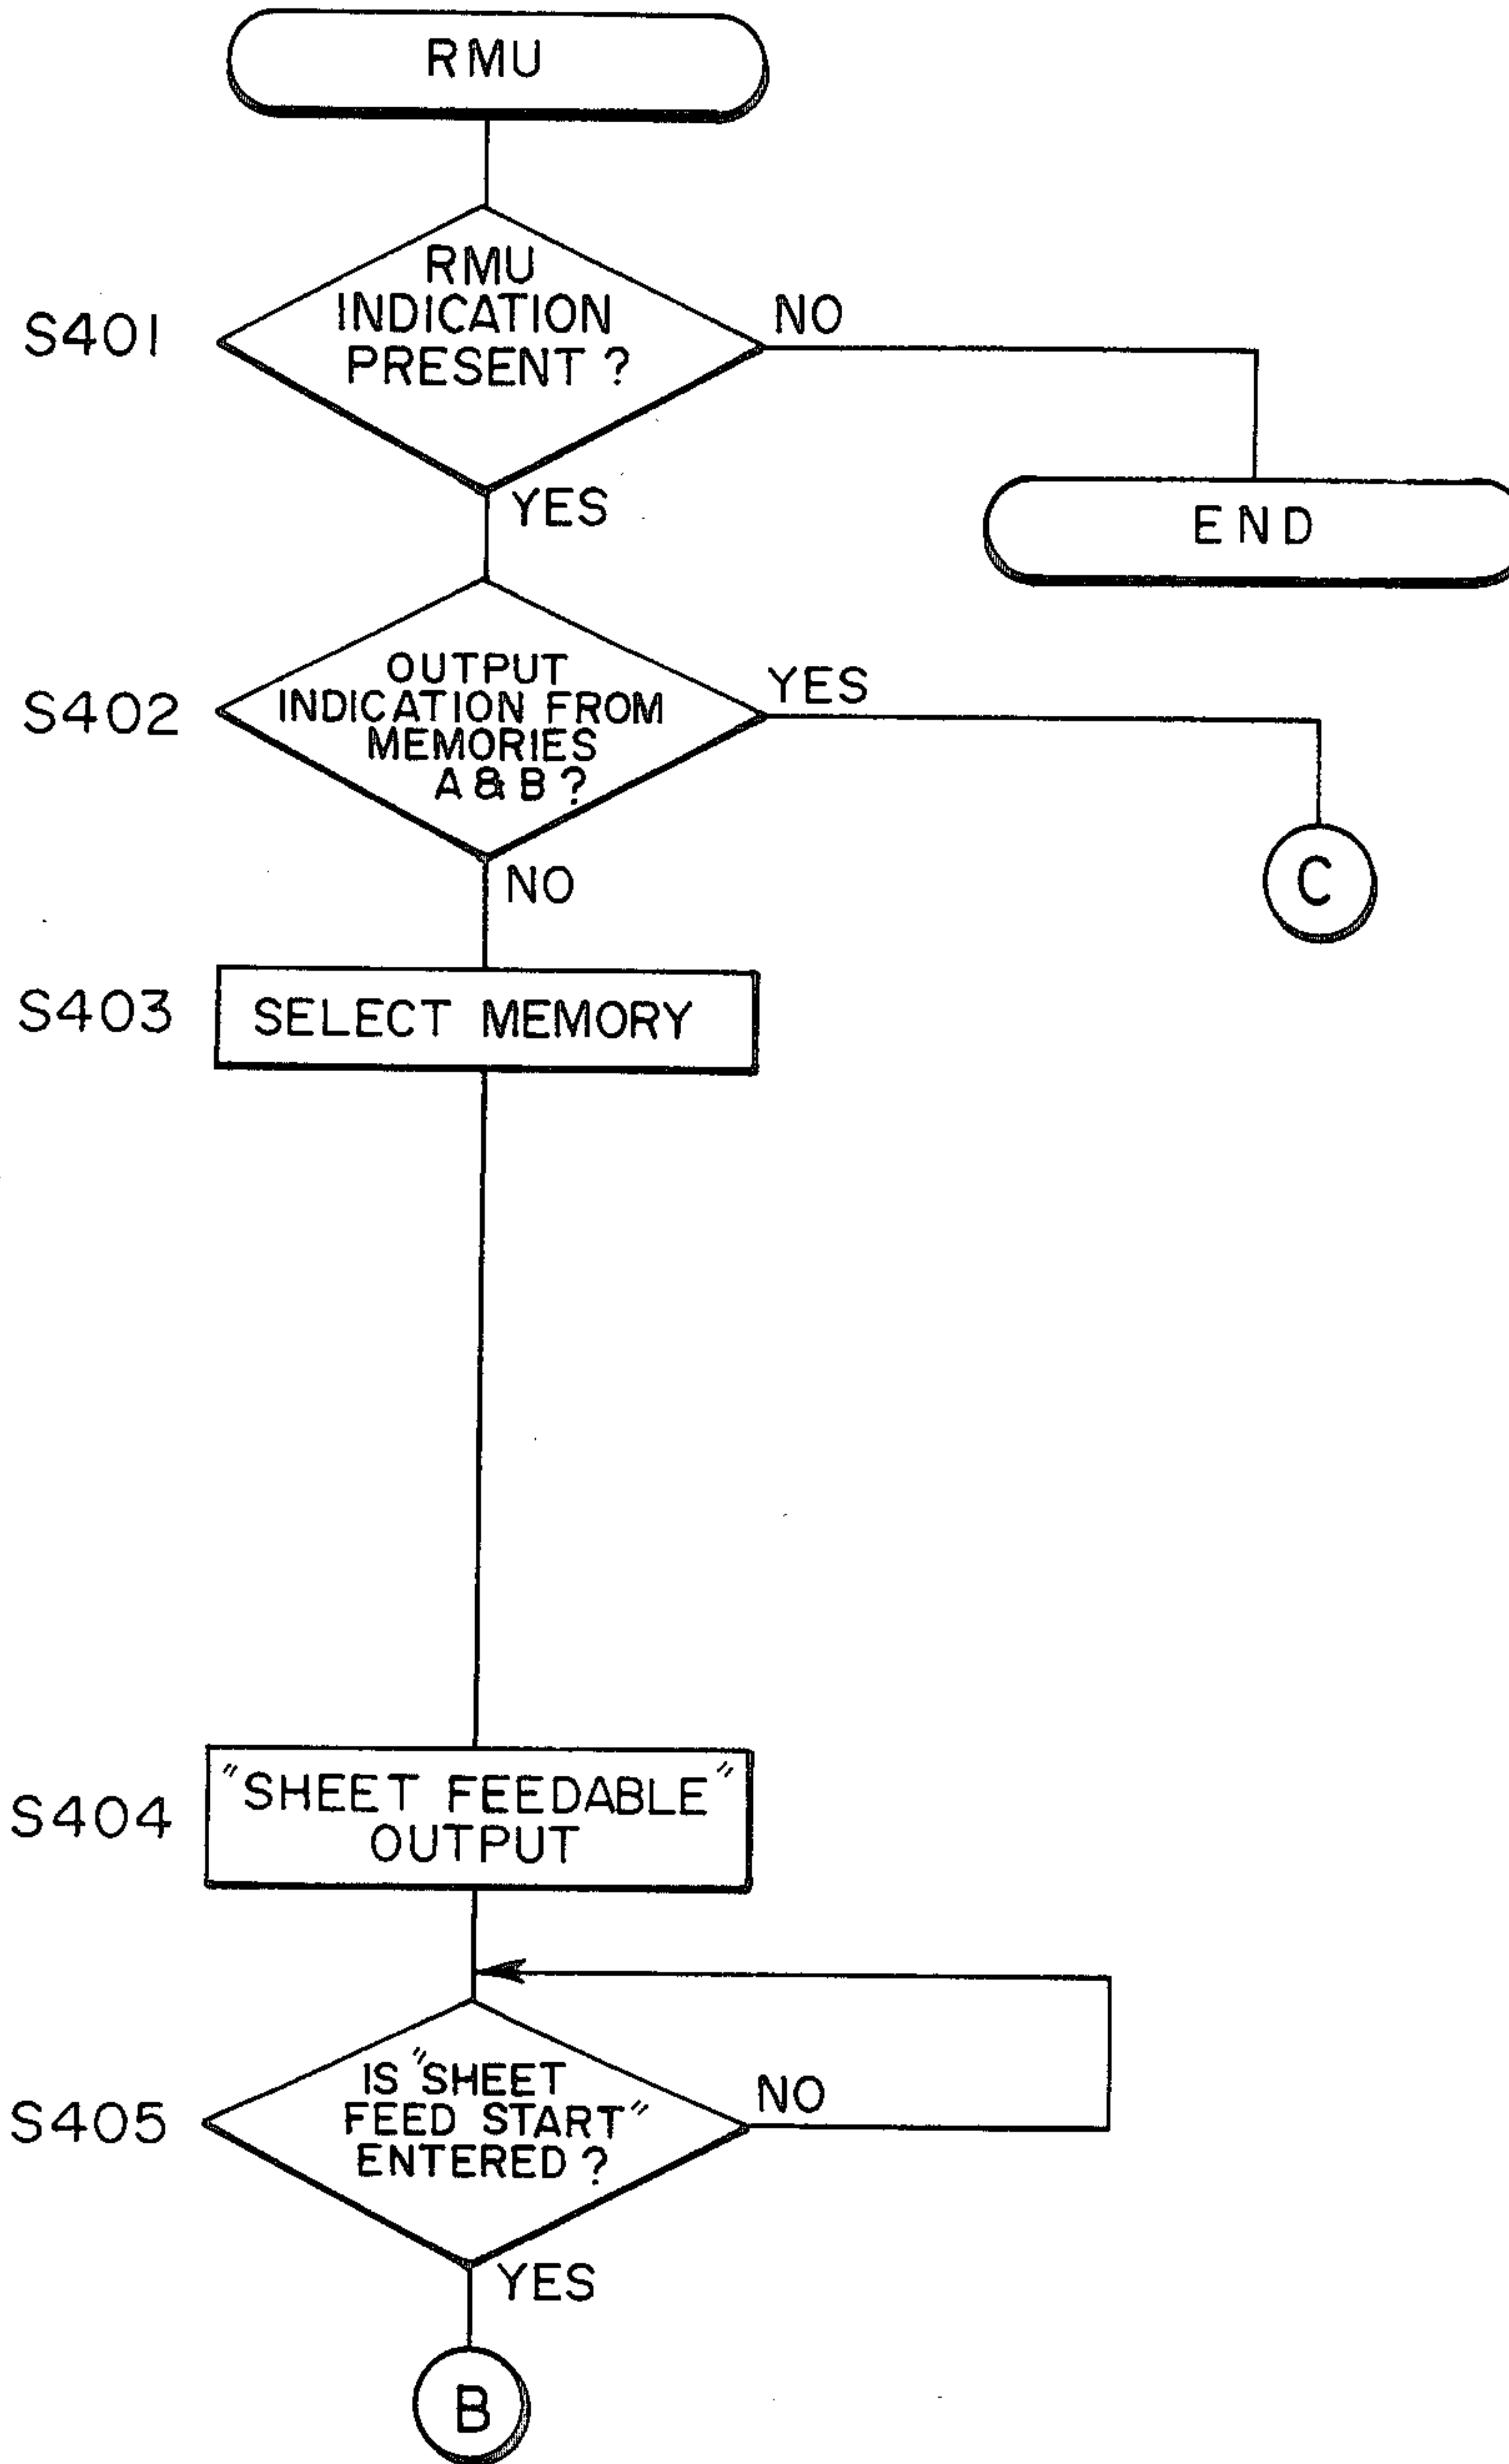 RMU
S401
RMU
INDICATION
PRESENT ?
NO
YES
END
S402
OUTPUT
INDICATION FROM
MEMORIES
A & B ?
YES
NO
C
S403
SELECT MEMORY
S404
"SHEET FEEDABLE"
OUTPUT
S405
IS "SHEET
FEED START"
ENTERED ?
NO
YES
B